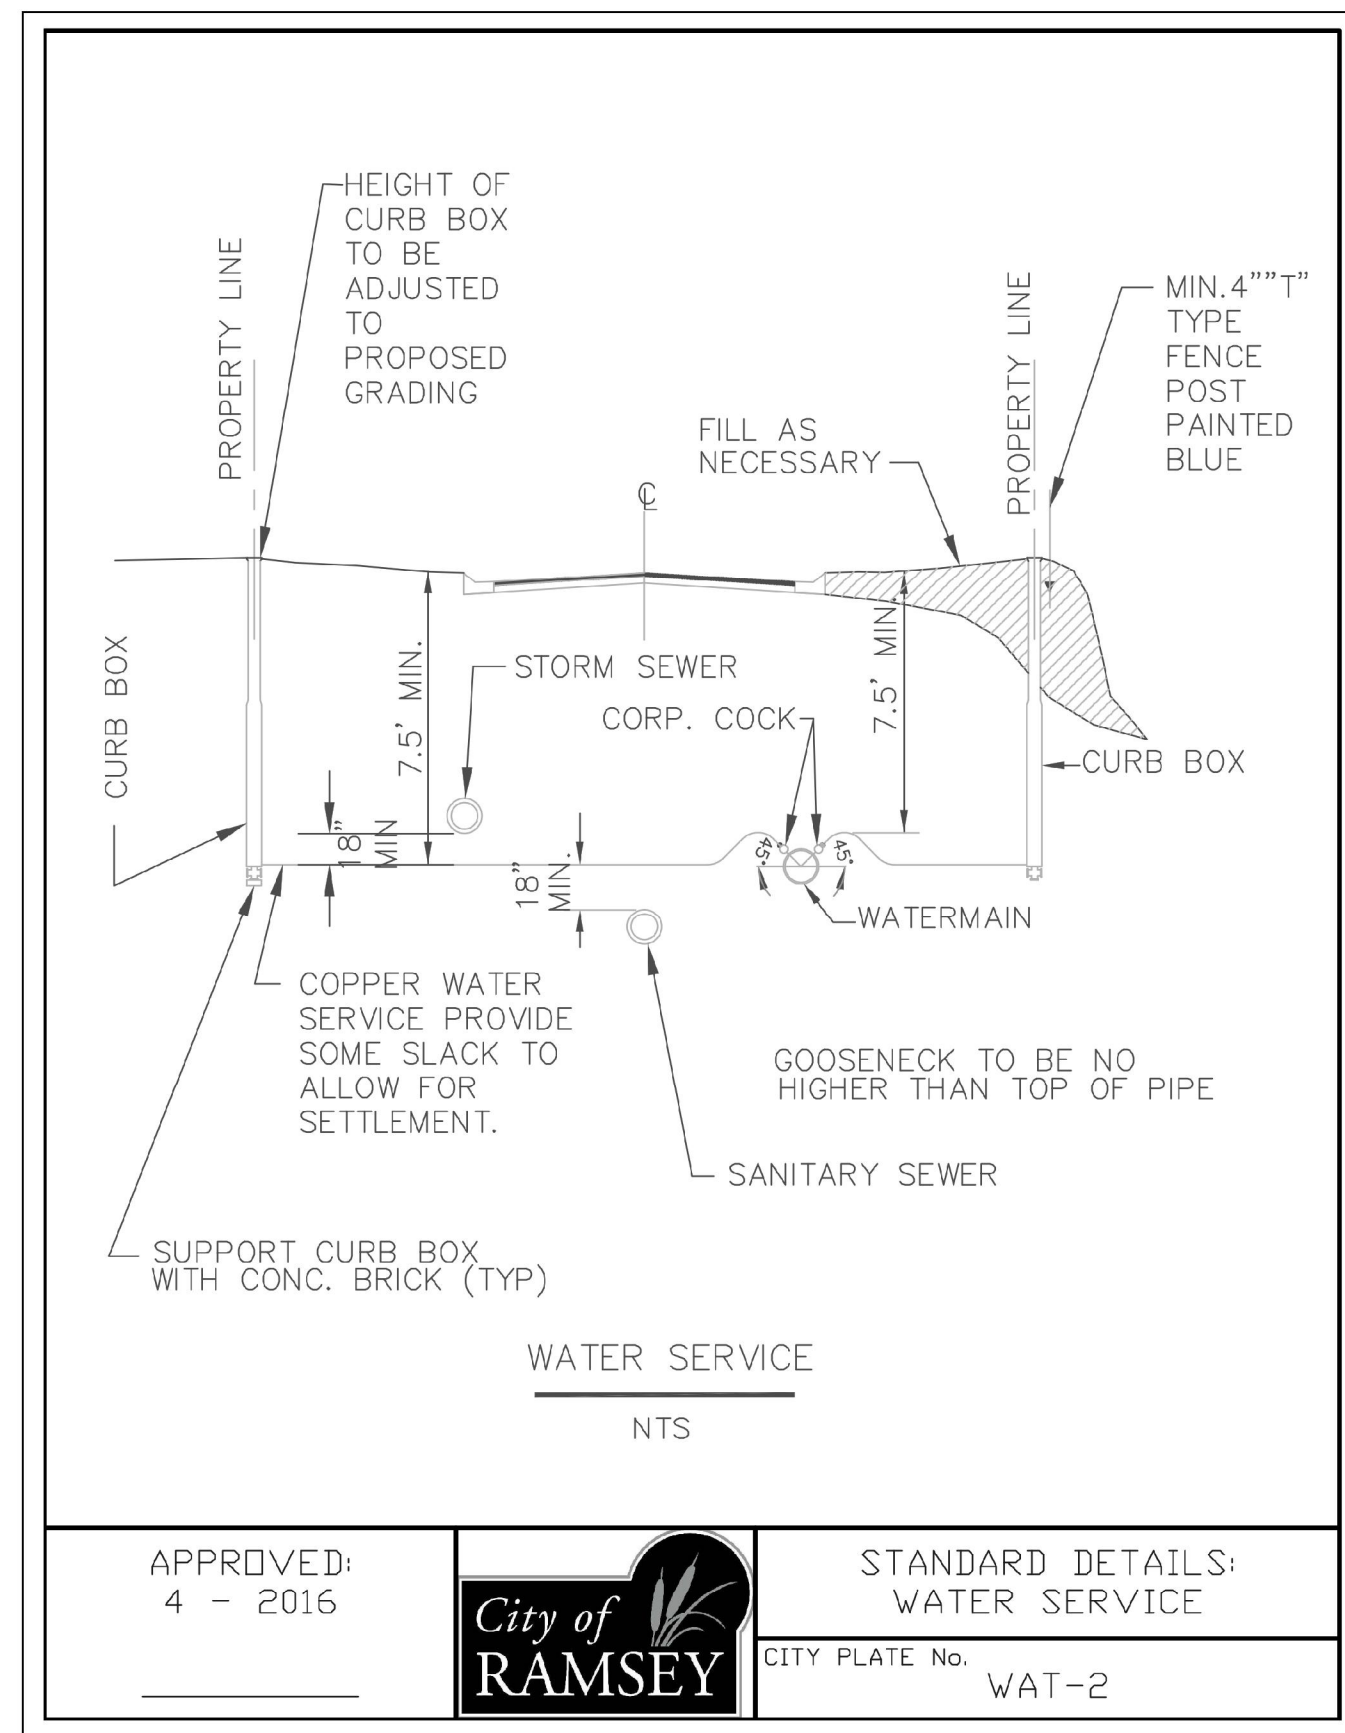 HEIGHT OF
CURB BOX
TO BE
ADJUSTED
TO
PROPOSED
GRADING
PROPERTY LINE
PROPERTY LINE
MIN.4””T”
TYPE
FENCE
POST
PAINTED
BLUE
FILL AS
NECESSARY
℄
CURB BOX
7.5' MIN.
STORM SEWER
CORP. COCK
7.5' MIN.
CURB BOX
18”
MIN
18”
MIN.
45°
45°
WATERMAIN
COPPER WATER
SERVICE PROVIDE
SOME SLACK TO
ALLOW FOR
SETTLEMENT.
GOOSENECK TO BE NO
HIGHER THAN TOP OF PIPE
SANITARY SEWER
SUPPORT CURB BOX
WITH CONC. BRICK (TYP)
WATER SERVICE
NTS
APPROVED:
4 - 2016
City of
RAMSEY
STANDARD DETAILS:
WATER SERVICE
CITY PLATE No.
WAT-2